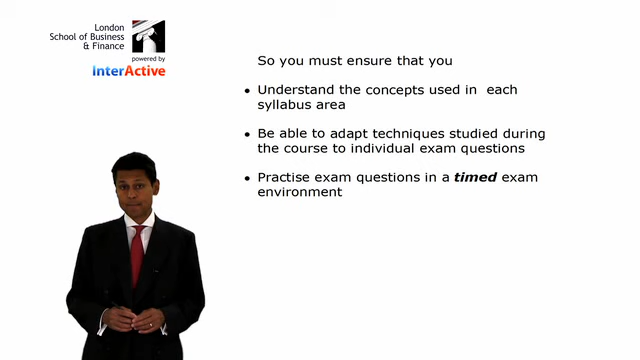 London
School of Business
& Finance
powered by
InterActive
So you must ensure that you
• Understand the concepts used in each
syllabus area
• Be able to adapt techniques studied during
the course to individual exam questions
• Practise exam questions in a timed exam
environment